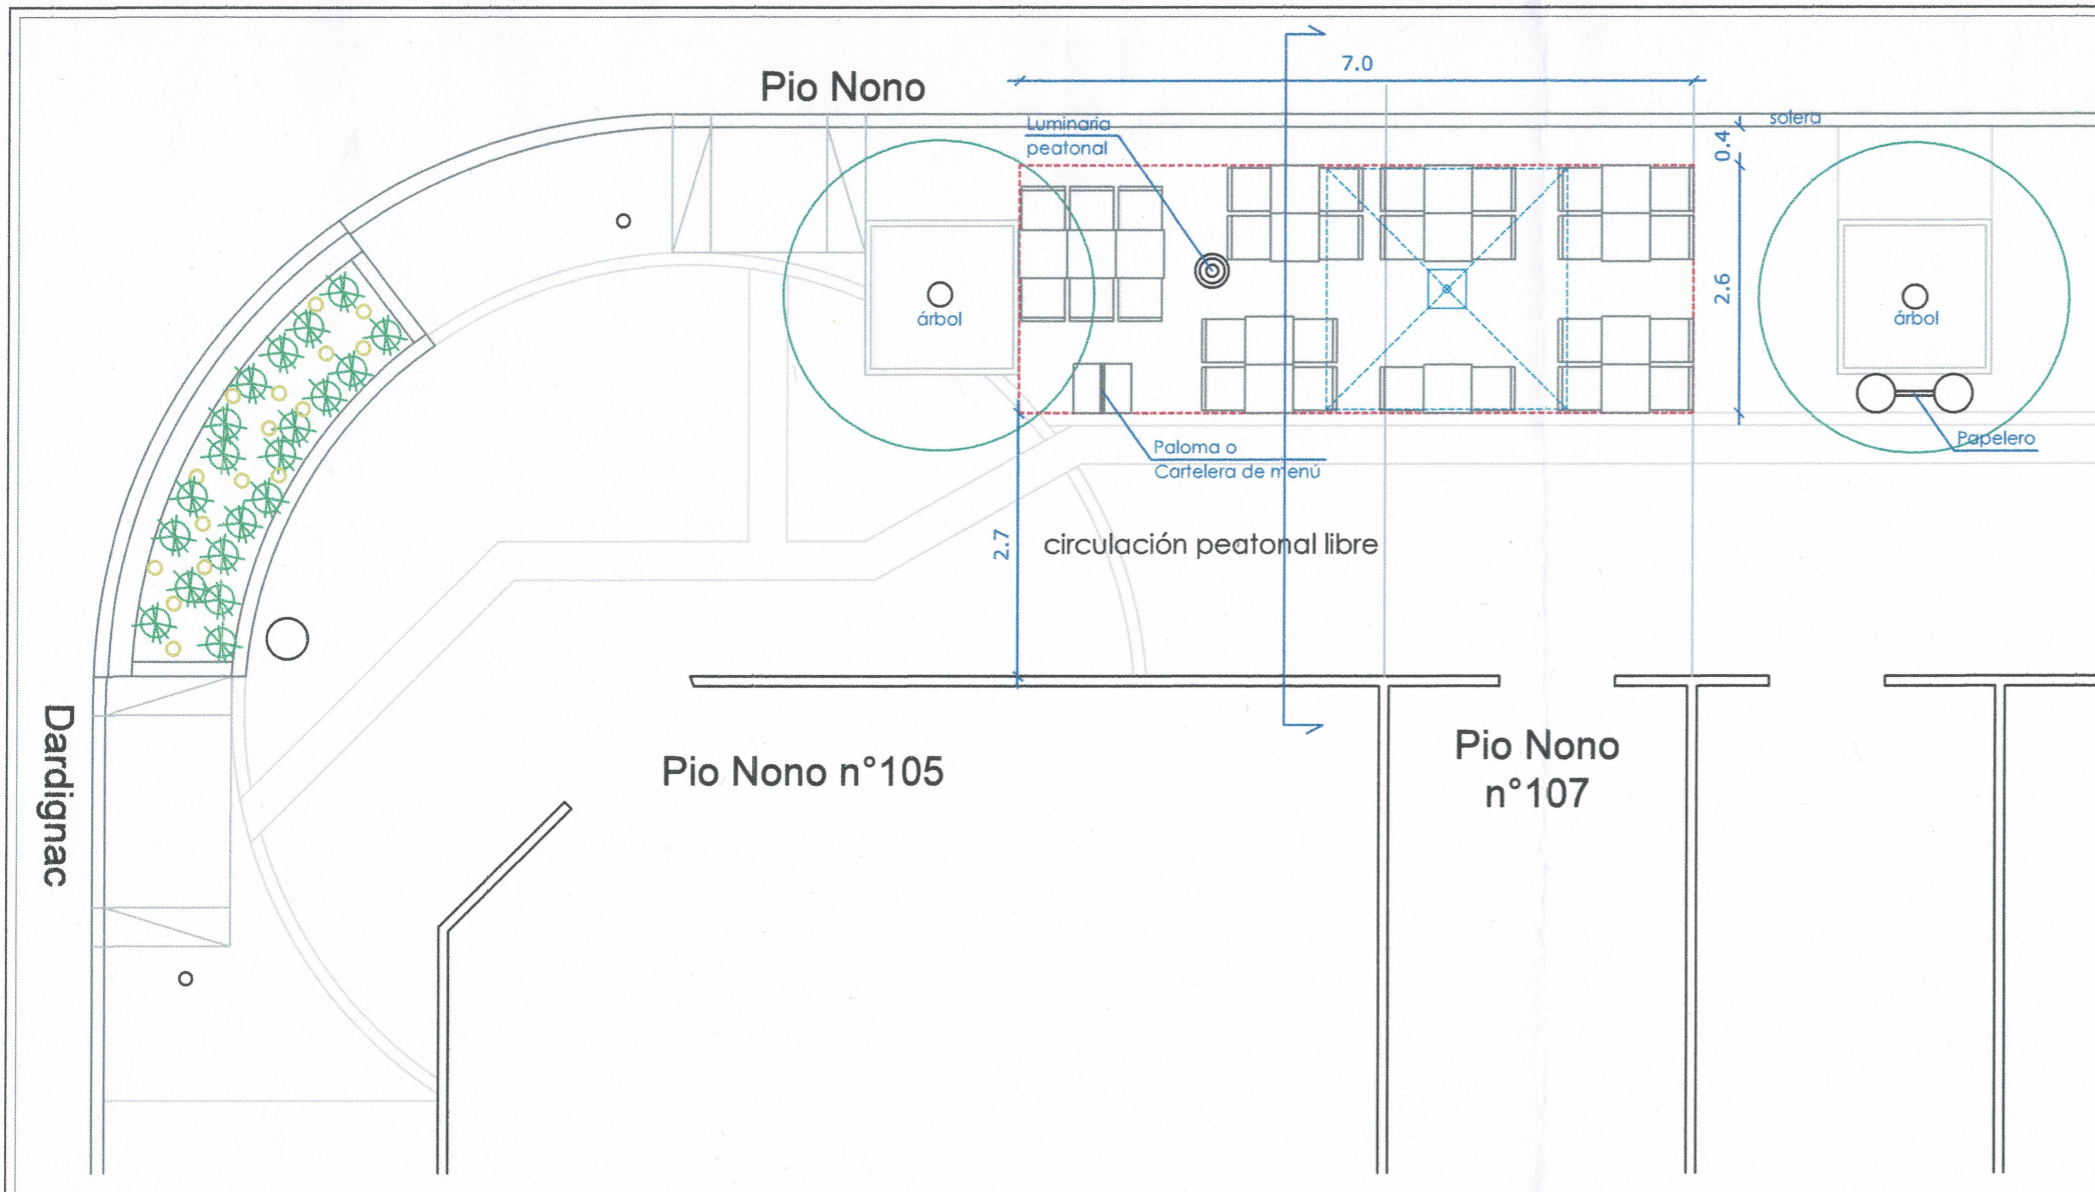 Pio Nono
7.0
Luminaria
peatonal
solera
0.4
2.6
árbol
árbol
Papelero
Paloma o
Cartelera de menú
2.7
circulación peatonal libre
Dardignac
Pio Nono n°105
Pio Nono
n°107